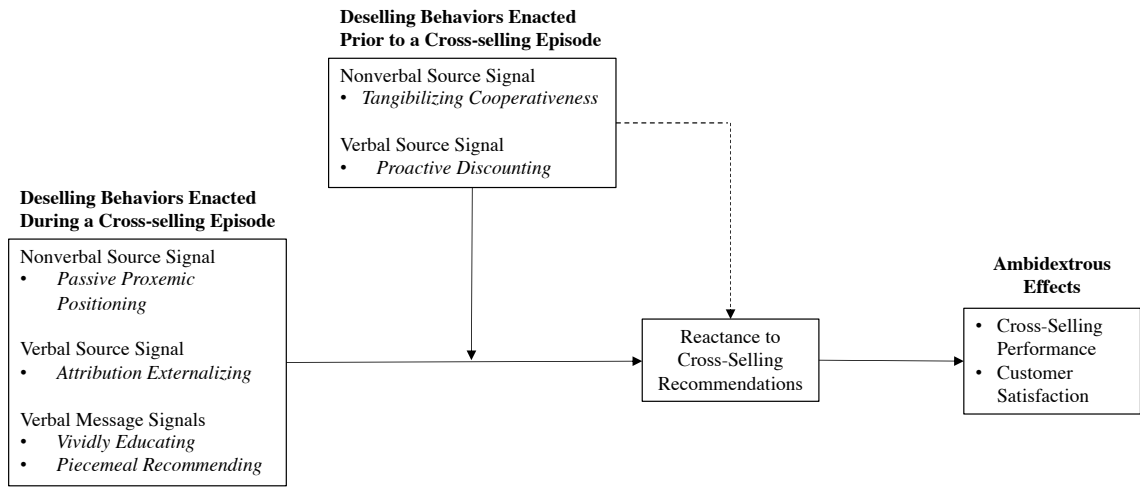 Deselling Behaviors Enacted
Prior to a Cross-selling Episode
Nonverbal Source Signal
• Tangibilizing Cooperativeness
Verbal Source Signal
• Proactive Discounting
Deselling Behaviors Enacted
During a Cross-selling Episode
Nonverbal Source Signal
• Passive Proxemic
Positioning
Verbal Source Signal
• Attribution Externalizing
Verbal Message Signals
• Vividly Educating
• Piecemeal Recommending
Reactance to
Cross-Selling
Recommendations
Ambidextrous
Effects
• Cross-Selling
Performance
• Customer
Satisfaction